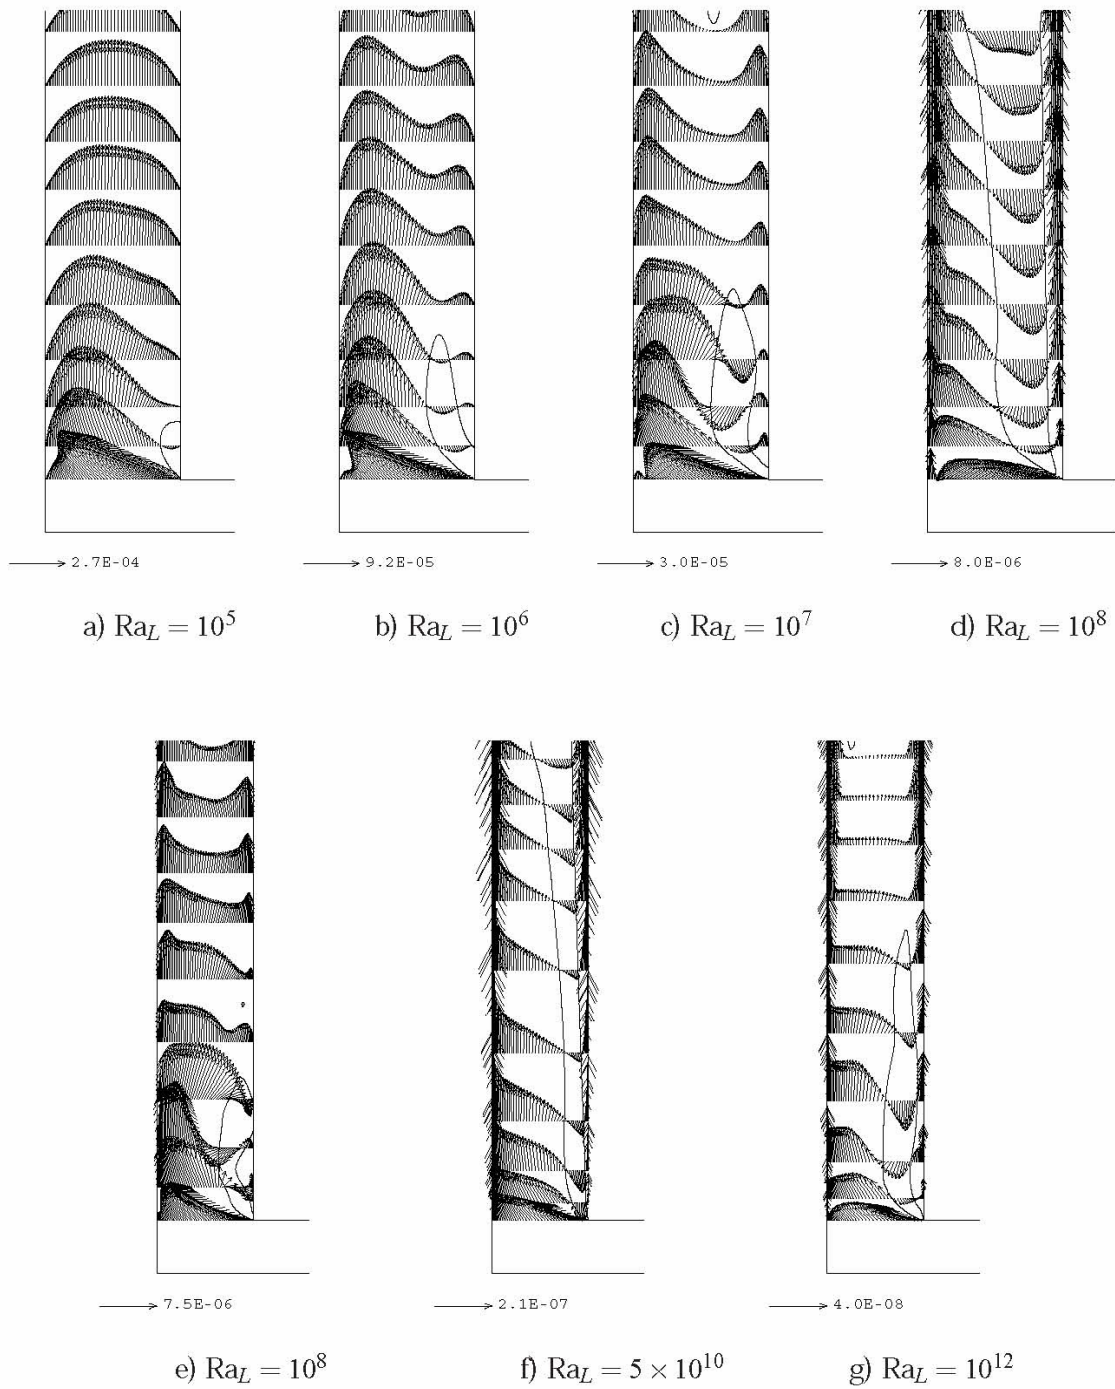 2.7E-04 9.2E-05 3.0E-05 8.0E-06
a) Ra_L = 10^5 b) Ra_L = 10^6 c) Ra_L = 10^7 d) Ra_L = 10^8
7.5E-06 2.1E-07 4.0E-08
e) Ra_L = 10^8 f) Ra_L = 5 × 10^10 g) Ra_L = 10^12